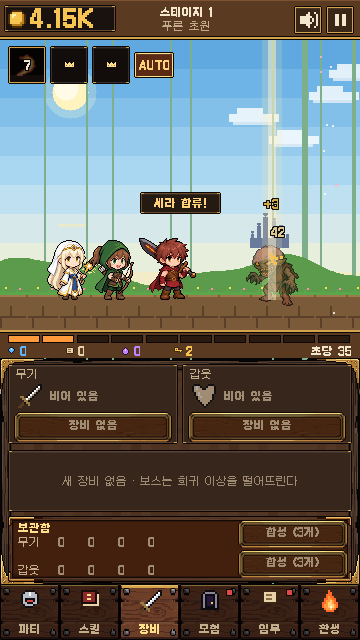 4.15K
스테이지 1
푸른 초원
7
AUTO
세라 합류!
+3
42
0 0 0 2 초당 35
무기
비어 있음
장비 없음
갑옷
비어 있음
장비 없음
새 장비 없음 · 보스는 희귀 이상을 떨어뜨린다
보관함
무기 0 0 0 0 합성 (3개)
갑옷 0 0 0 0 합성 (3개)
파티 스킬 장비 모험 임무 환생